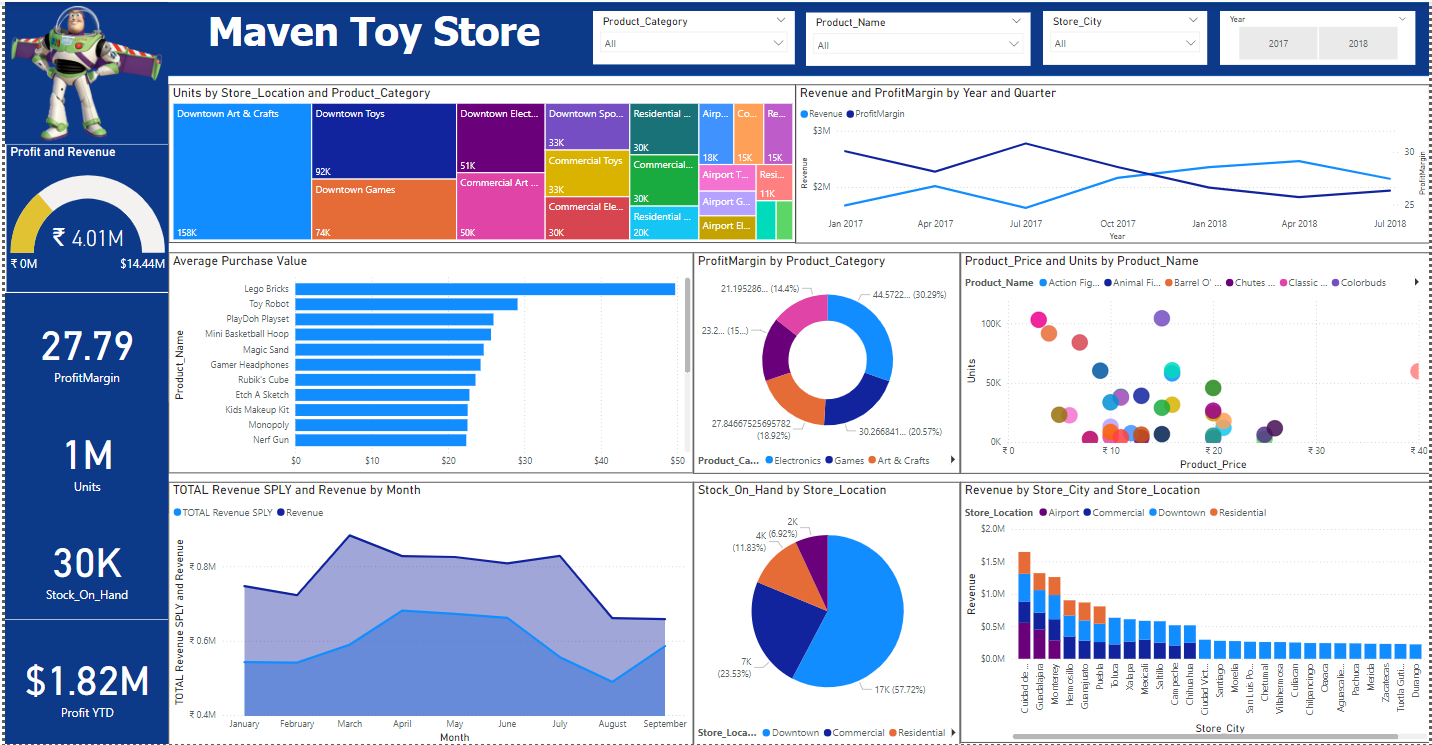 Maven Toy Store
Product_Category
All
Product_Name
All
Store_City
All
Year
2017
2018
Profit and Revenue
₹ 4.01M
₹ 0M
$14.44M
27.79
ProfitMargin
1M
Units
30K
Stock_On_Hand
$1.82M
Profit YTD
Units by Store_Location and Product_Category
Downtown Art & Crafts
158K
Downtown Toys
92K
Downtown Games
74K
Downtown Elect...
51K
Commercial Art ...
50K
Downtown Spo...
33K
Commercial Toys
33K
Commercial Ele...
30K
Residential ...
30K
Commercial...
30K
Residential ...
20K
Airp...
18K
Co...
15K
Re...
15K
Airport T...
Resi...
11K
Airport G...
Airport El...
Revenue and ProfitMargin by Year and Quarter
Revenue
ProfitMargin
$3M
$2M
Revenue
30
25
ProfitMargin
Jan 2017
Apr 2017
Jul 2017
Oct 2017
Jan 2018
Apr 2018
Jul 2018
Year
Average Purchase Value
Product_Name
Lego Bricks
Toy Robot
PlayDoh Playset
Mini Basketball Hoop
Magic Sand
Gamer Headphones
Rubik's Cube
Etch A Sketch
Kids Makeup Kit
Monopoly
Nerf Gun
$0
$10
$20
$30
$40
$50
ProfitMargin by Product_Category
21.195286... (14.4%)
44.5722... (30.29%)
23.2... (15...)
27.84667525695782
(18.92%)
30.266841... (20.57%)
Product_Ca...
Electronics
Games
Art & Crafts
Product_Price and Units by Product_Name
Product_Name
Action Fig...
Animal Fi...
Barrel O' ...
Chutes ...
Classic ...
Colorbuds
Units
100K
50K
0K
₹ 0
₹ 10
₹ 20
₹ 30
₹ 40
Product_Price
TOTAL Revenue SPLY and Revenue by Month
TOTAL Revenue SPLY
Revenue
TOTAL Revenue SPLY and Revenue
₹ 0.8M
₹ 0.6M
₹ 0.4M
January
February
March
April
May
June
July
August
September
Month
Stock_On_Hand by Store_Location
2K
(6.92%)
4K
(11.83%)
7K
(23.53%)
17K (57.72%)
Store_Loca...
Downtown
Commercial
Residential
Revenue by Store_City and Store_Location
Store_Location
Airport
Commercial
Downtown
Residential
Revenue
$2.0M
$1.5M
$1.0M
$0.5M
$0.0M
Cuidad de ...
Guadalajara
Monterrey
Hermosillo
Guanajuato
Puebla
Toluca
Xalapa
Mexicali
Saltillo
Campeche
Chihuahua
Ciudad Vict...
Santiago
Morelia
San Luis Po...
Chetumal
Villahermosa
Culiacan
Chilpancingo
Oaxaca
Aguascalie...
Pachuca
Merida
Zacatecas
Tuxtla Guti...
Durango
Store_City